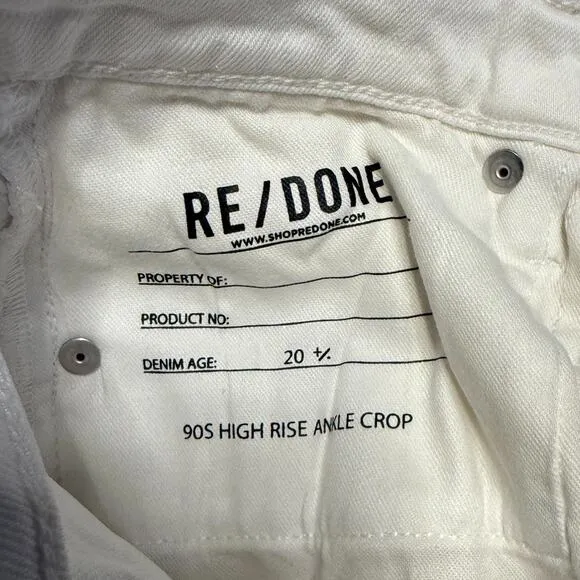 RE/DONE
WWW.SHOPREDONE.COM
PROPERTY OF:
PRODUCT NO:
DENIM AGE: 20 +/-
90S HIGH RISE ANKLE CROP